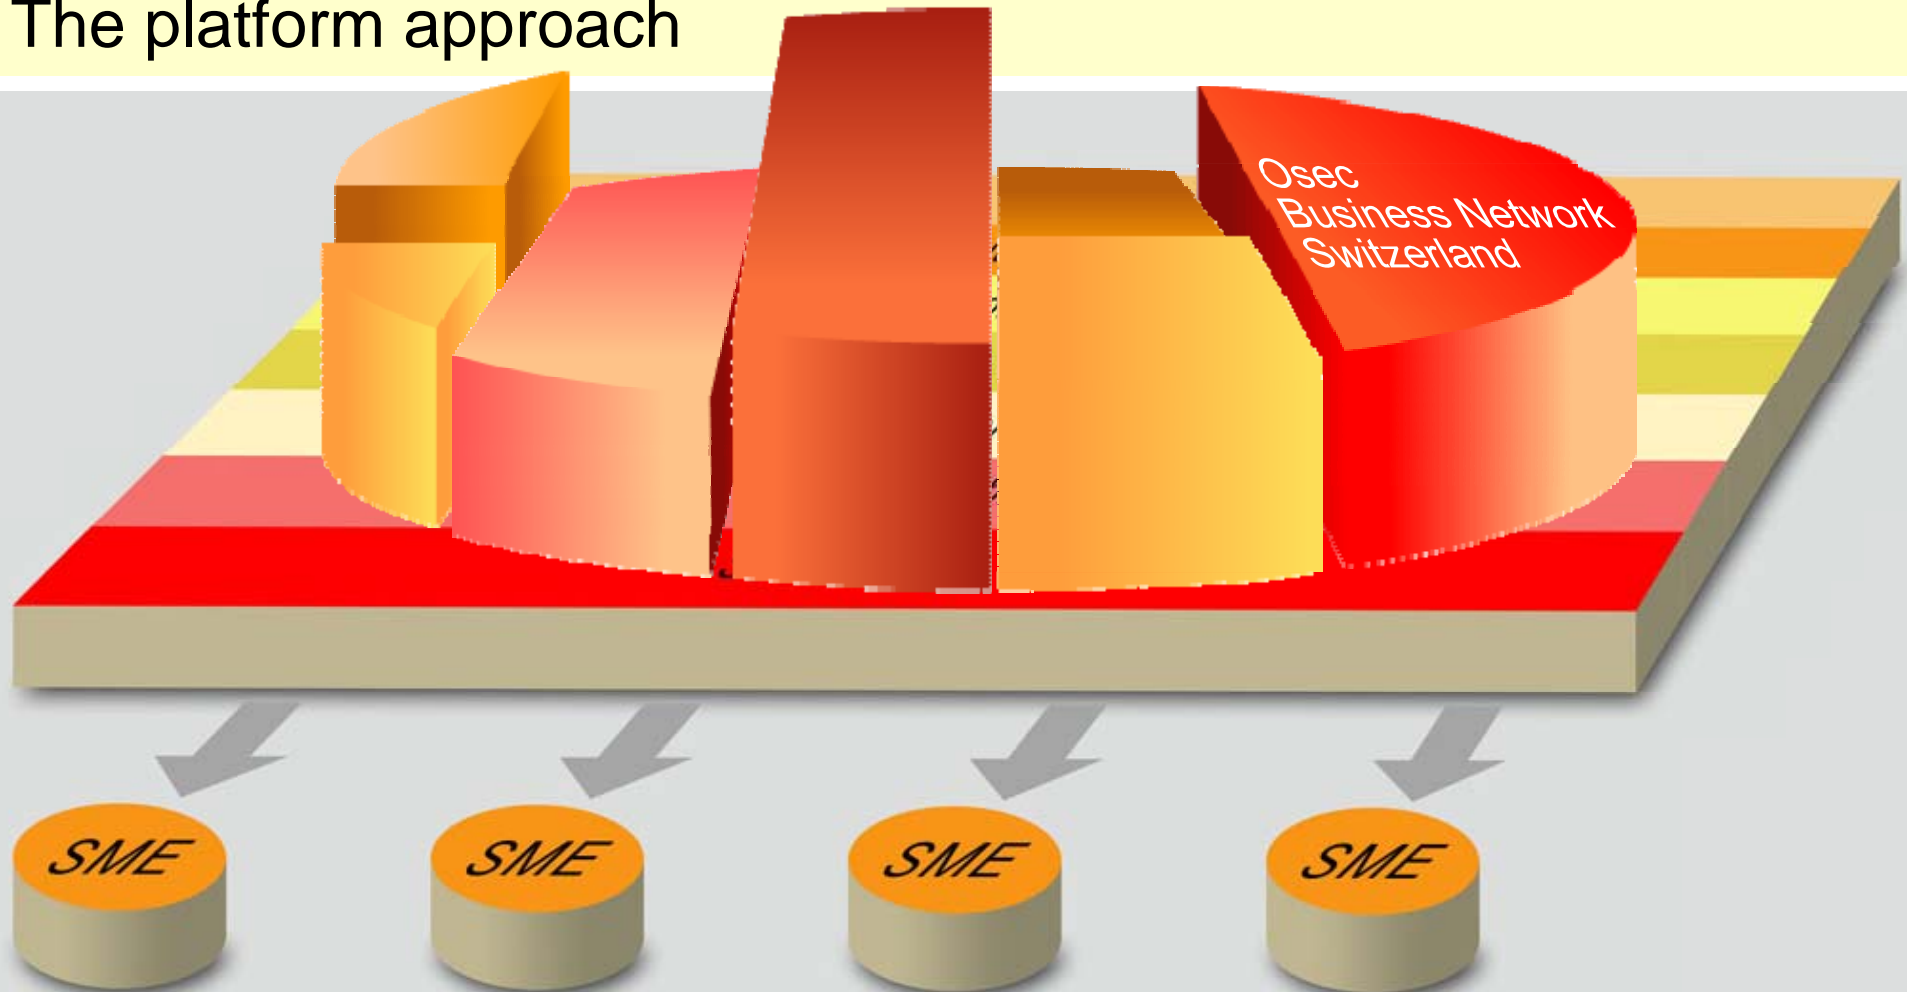 The platform approach
Osec
Business Network
Switzerland
SME
SME
SME
SME